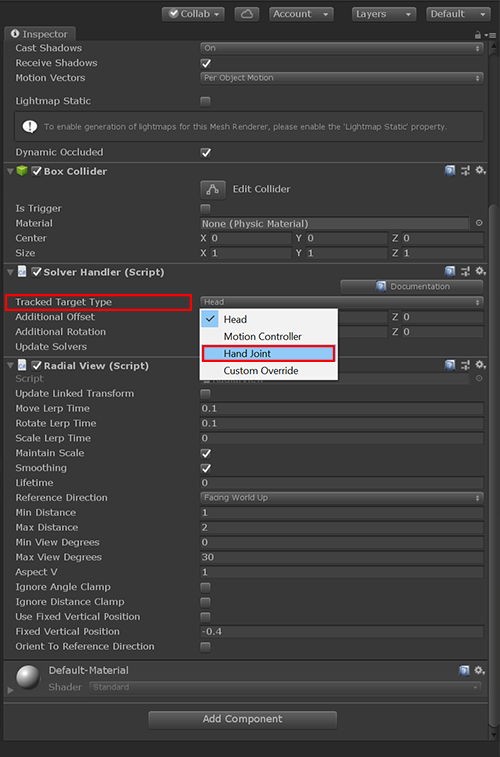 Collab Account Layers Default
Inspector
Cast Shadows On
Receive Shadows
Motion Vectors Per Object Motion
Lightmap Static
To enable generation of lightmaps for this Mesh Renderer, please enable the 'Lightmap Static' property.
Dynamic Occluded
Box Collider
Edit Collider
Is Trigger
Material None (Physic Material)
Center X 0 Y 0 Z 0
Size X 1 Y 1 Z 1
Solver Handler (Script)
Documentation
Tracked Target Type Head
Additional Offset Z 0
Head
Additional Rotation Z 0
Motion Controller
Update Solvers
Hand Joint
Custom Override
Radial View (Script)
Script
Update Linked Transform
Move Lerp Time 0.1
Rotate Lerp Time 0.1
Scale Lerp Time 0
Maintain Scale
Smoothing
Lifetime 0
Reference Direction Facing World Up
Min Distance 1
Max Distance 2
Min View Degrees 0
Max View Degrees 30
Aspect V 1
Ignore Angle Clamp
Ignore Distance Clamp
Use Fixed Vertical Position
Fixed Vertical Position -0.4
Orient To Reference Direction
Default-Material
Shader Standard
Add Component